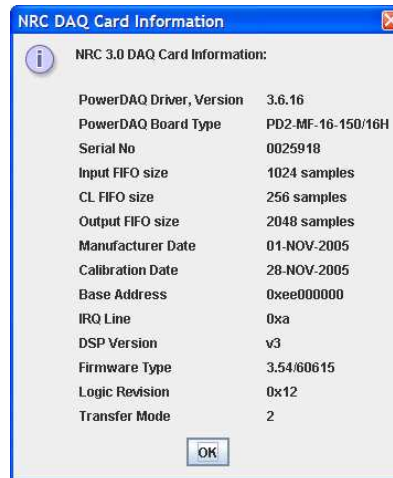 NRC DAQ Card Information
NRC 3.0 DAQ Card Information:
PowerDAQ Driver, Version 3.6.16
PowerDAQ Board Type PD2-MF-16-150/16H
Serial No 0025918
Input FIFO size 1024 samples
CL FIFO size 256 samples
Output FIFO size 2048 samples
Manufacturer Date 01-NOV-2005
Calibration Date 28-NOV-2005
Base Address 0xee000000
IRQ Line 0xa
DSP Version v3
Firmware Type 3.54/60615
Logic Revision 0x12
Transfer Mode 2
OK